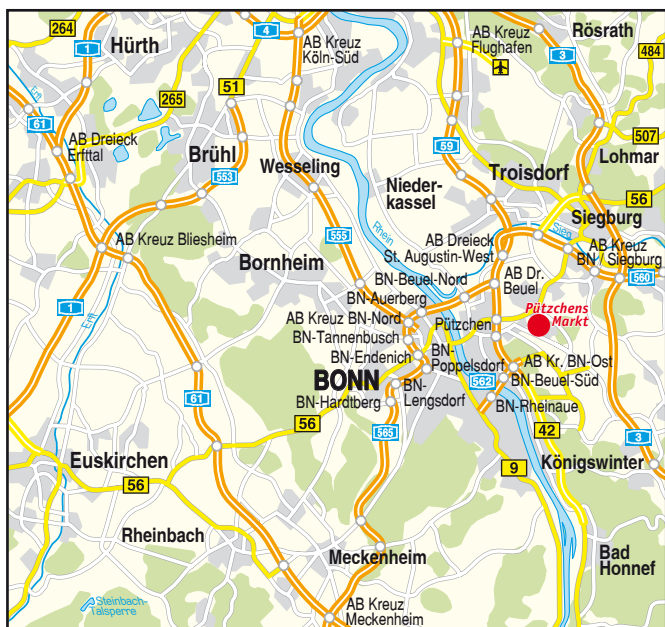 264
1
Hürth
4
AB Kreuz
Köln-Süd
AB Kreuz
Flughafen
Rösrath
3
484
51
265
Erft
61
AB Dreieck
Erfttal
Brühl
553
Wesseling
59
507
Lohmar
Troisdorf
Nieder-
kassel
56
Siegburg
Rhein
Sieg
AB Kreuz Bliesheim
555
Bornheim
AB Dreieck
St. Augustin-West
AB Kreuz
BN / Siegburg
560
BN-Beuel-Nord
AB Dr.
Beuel
1
Erft
BN-Auerberg
AB Kreuz BN-Nord
Pützchen
Pützchens
Markt
BN-Tannenbusch
BN-Endenich
BN-
Poppelsdorf
AB Kr. BN-Ost
BONN
562
BN-Beuel-Süd
61
BN-Hardtberg
BN-
Lengsdorf
BN-Rheinaue
56
565
42
3
Euskirchen
56
9
Königswinter
Rheinbach
Meckenheim
Bad
Honnef
Steinbach-
Talsperre
AB Kreuz
Meckenheim